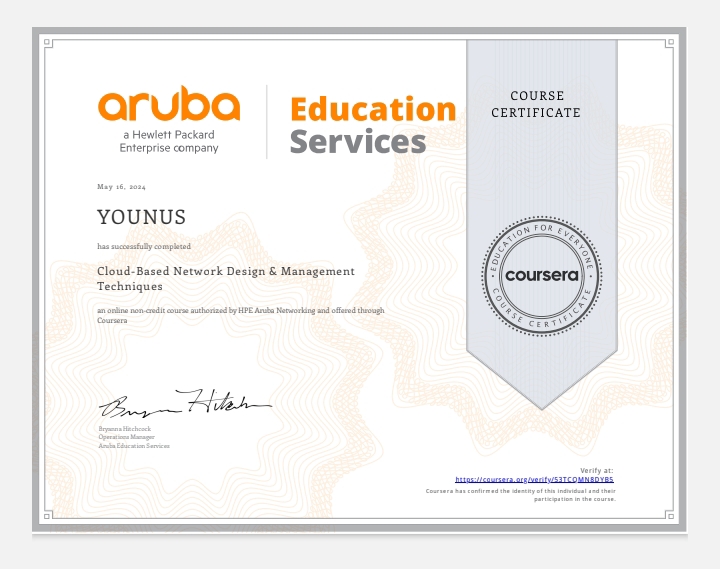 aruba
a Hewlett Packard
Enterprise company
Education
Services
COURSE
CERTIFICATE
May 16, 2024
YOUNUS
has successfully completed
Cloud-Based Network Design & Management
Techniques
an online non-credit course authorized by HPE Aruba Networking and offered through
Coursera
EDUCATION FOR EVERYONE
coursera
COURSE CERTIFICATE
Bryanna Hitchcock
Operations Manager
Aruba Education Services
Verify at:
https://coursera.org/verify/53TCQMN8DYB5
Coursera has confirmed the identity of this individual and their
participation in the course.